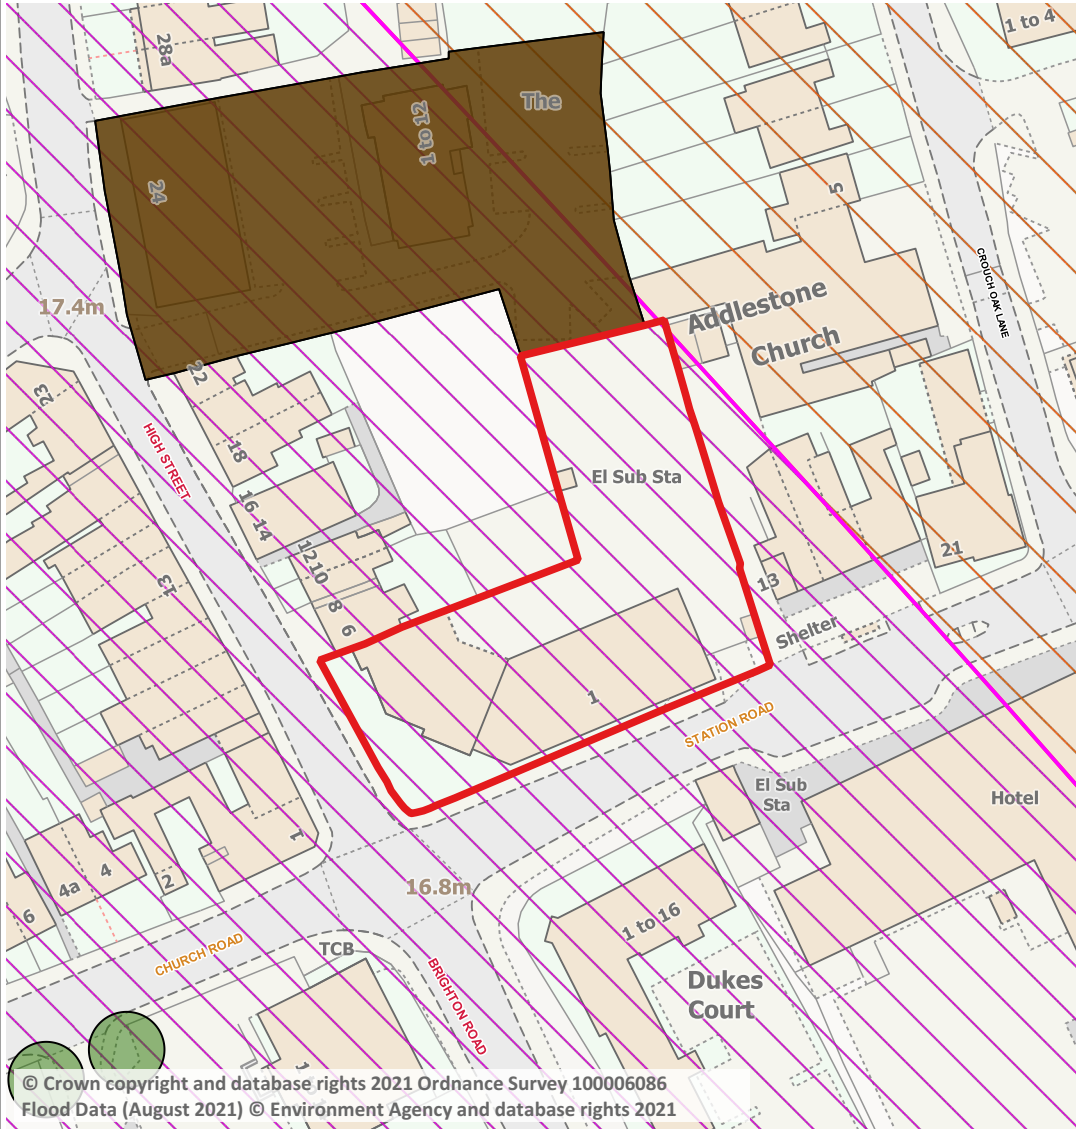 1 to 4
28a
The
1 to 12
24
5
CROUCH OAK LANE
17.4m
Addlestone
Church
22
23
HIGH STREET
18
El Sub Sta
16
14
12
10
21
13
13
8
6
Shelter
1
STATION ROAD
El Sub
Sta
Hotel
1
4
4a
2
16.8m
6
1 to 16
CHURCH ROAD
TCB
BRIGHTON ROAD
Dukes
Court
© Crown copyright and database rights 2021 Ordnance Survey 100006086
Flood Data (August 2021) © Environment Agency and database rights 2021